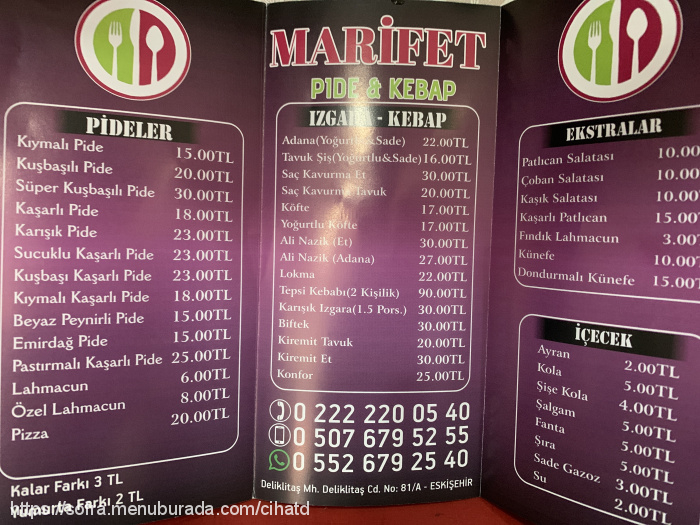 PİDELER
Kıymalı Pide 15.00TL
Kuşbaşılı Pide 20.00TL
Süper Kuşbaşılı Pide 30.00TL
Kaşarlı Pide 18.00TL
Karışık Pide 23.00TL
Sucuklu Kaşarlı Pide 23.00TL
Kuşbaşı Kaşarlı Pide 23.00TL
Kıymalı Kaşarlı Pide 18.00TL
Beyaz Peynirli Pide 15.00TL
Emirdağ Pide 15.00TL
Pastırmalı Kaşarlı Pide 25.00TL
Lahmacun 6.00TL
Özel Lahmacun 8.00TL
Pizza 20.00TL
Kalar Farkı 3 TL
Farkı 2 TL
MARİFET
PIDE & KEBAP
IZGARA - KEBAP
Adana(Yoğurtlu&Sade) 22.00TL
Tavuk Şiş(Yoğurtlu&Sade) 16.00TL
Saç Kavurma Et 30.00TL
Saç Kavurma Tavuk 20.00TL
Köfte 17.00TL
Yoğurtlu Köfte 17.00TL
Ali Nazik (Et) 30.00TL
Ali Nazik (Adana) 27.00TL
Lokma 22.00TL
Tepsi Kebabı(2 Kişilik) 90.00TL
Karışık Izgara(1.5 Pors.) 30.00TL
Biftek 30.00TL
Kiremit Tavuk 20.00TL
Kiremit Et 30.00TL
Konfor 25.00TL
0 222 220 05 40
0 507 679 52 55
0 552 679 25 40
Deliklitaş Mh. Deliklitaş Cd. No: 81/A - ESKİŞEHİR
EKSTRALAR
Patlıcan Salatası 10.00
Çoban Salatası 10.00
Kaşık Salatası 10.00
Kaşarlı Patlıcan 15.00
Fındık Lahmacun 3.00
Künefe 10.00
Dondurmalı Künefe 15.00
İÇECEK
Ayran 2.00TL
Kola 5.00TL
Şişe Kola 4.00TL
Şalgam 5.00TL
Fanta 5.00TL
Şıra 5.00TL
Sade Gazoz 3.00TL
Su 2.00TL
https://sofra.menuburada.com/cihatd